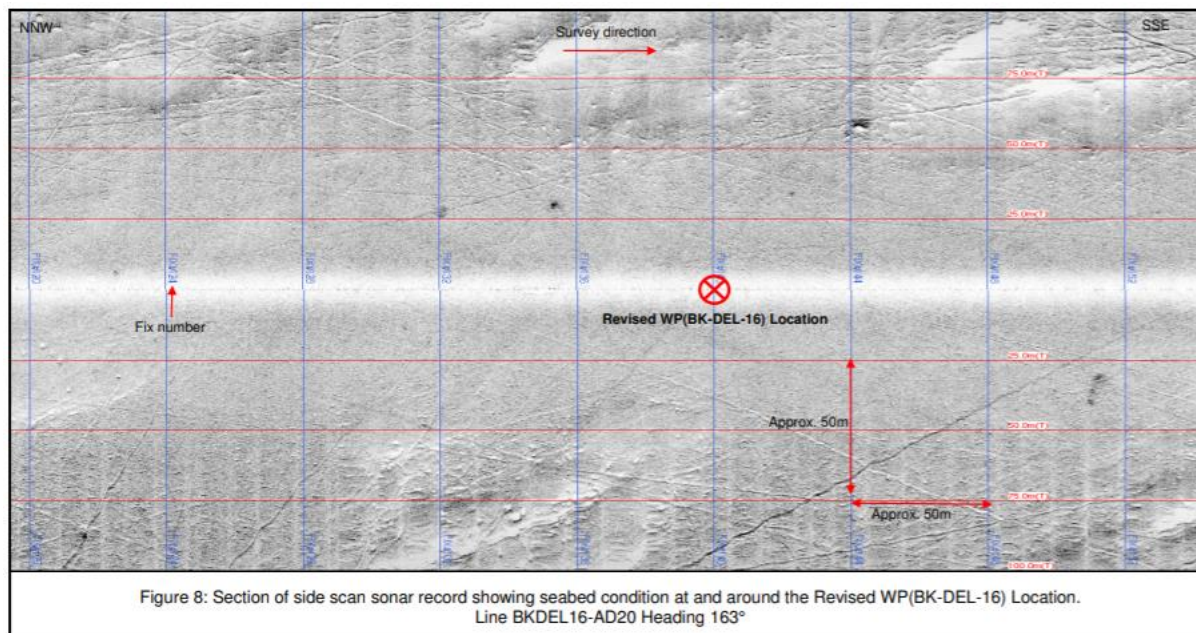 NNW
Survey direction
SSE
75.0m(T)
50.0m(T)
25.0m(T)
Fix number
Revised WP(BK-DEL-16) Location
25.0m(T)
Approx. 50m
50.0m(T)
75.0m(T)
Approx. 50m
100.0m(T)
Figure 8: Section of side scan sonar record showing seabed condition at and around the Revised WP(BK-DEL-16) Location.
Line BKDEL16-AD20 Heading 163°